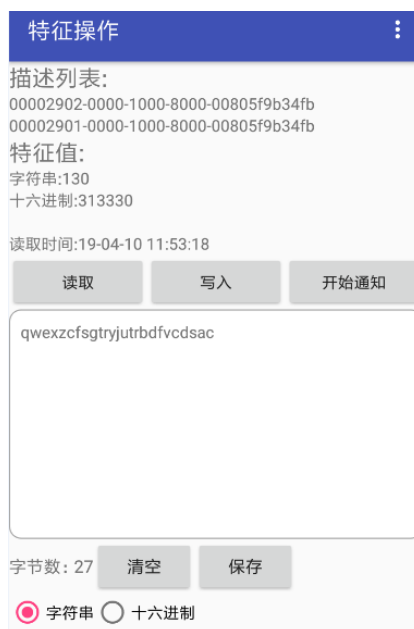 特征操作
描述列表:
00002902-0000-1000-8000-00805f9b34fb
00002901-0000-1000-8000-00805f9b34fb
特征值:
字符串:130
十六进制:313330
读取时间:19-04-10 11:53:18
读取 写入 开始通知
qwexzcfsgtryjutrbdfvcdsac
字节数: 27 清空 保存
字符串 十六进制